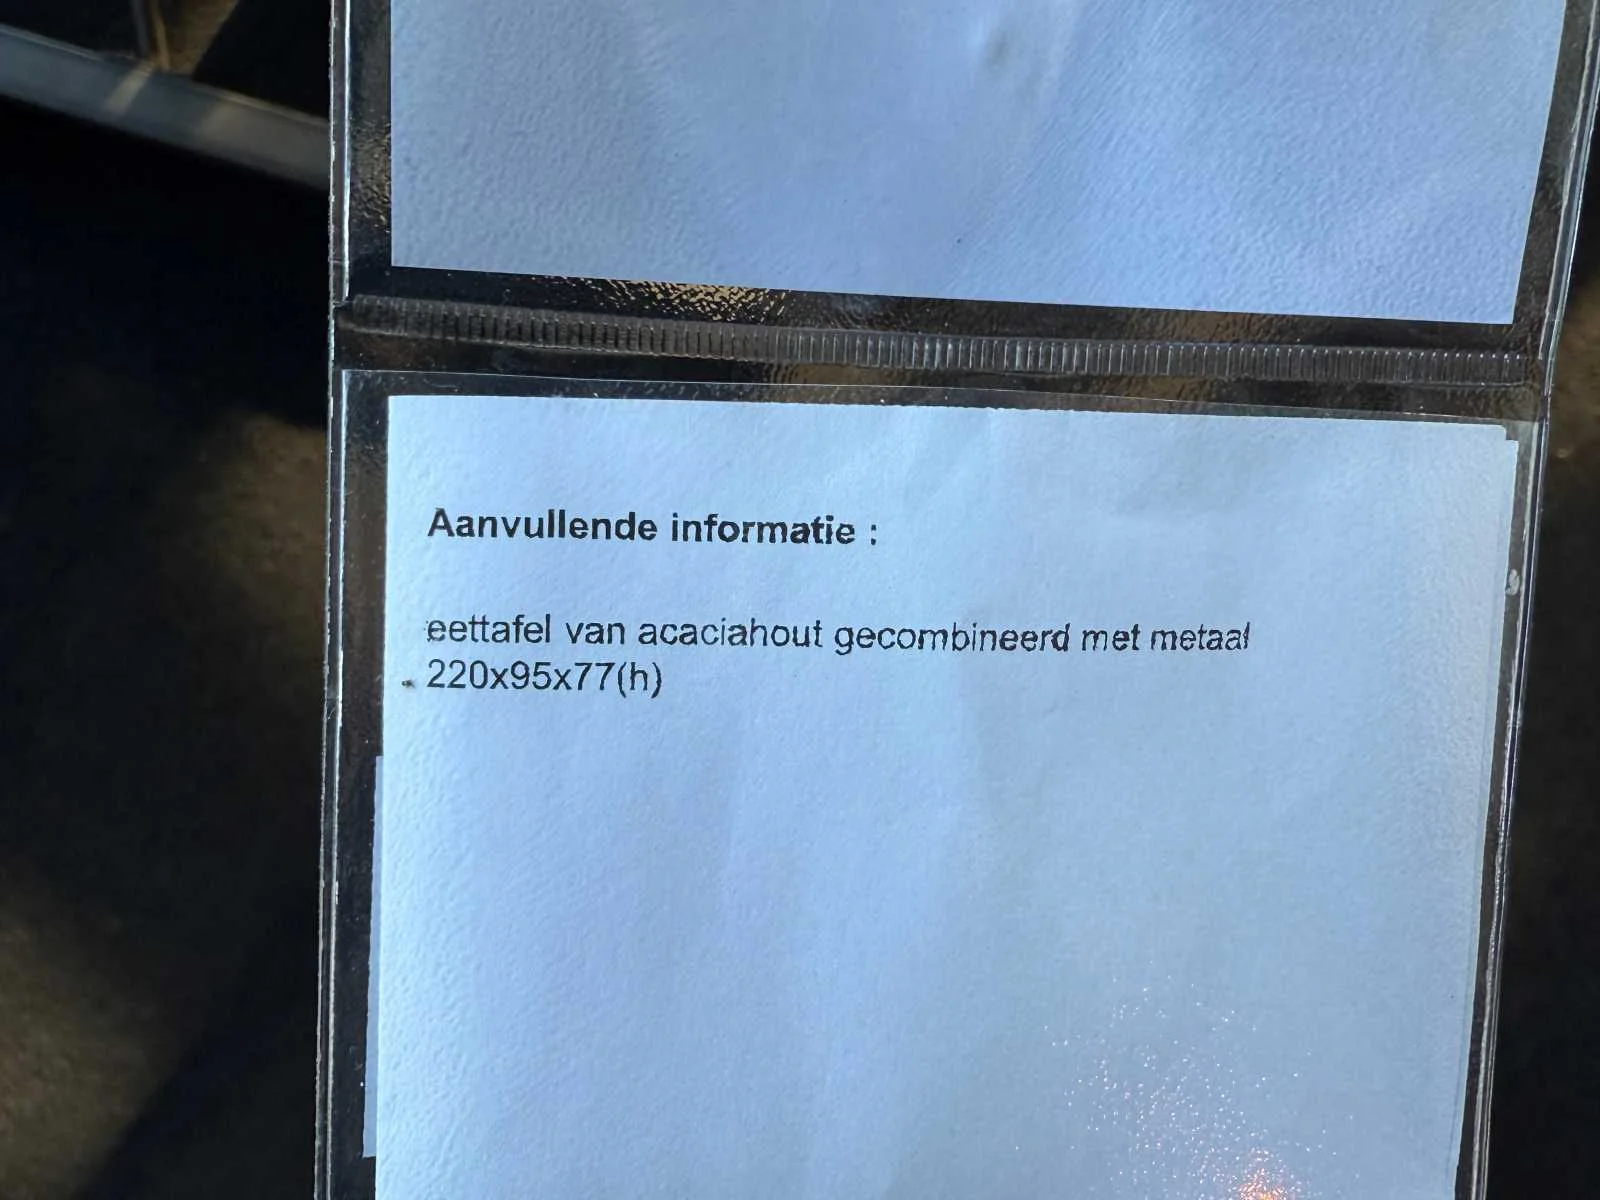 Aanvullende informatie :
eettafel van acaciahout gecombineerd met metaal
220x95x77(h)